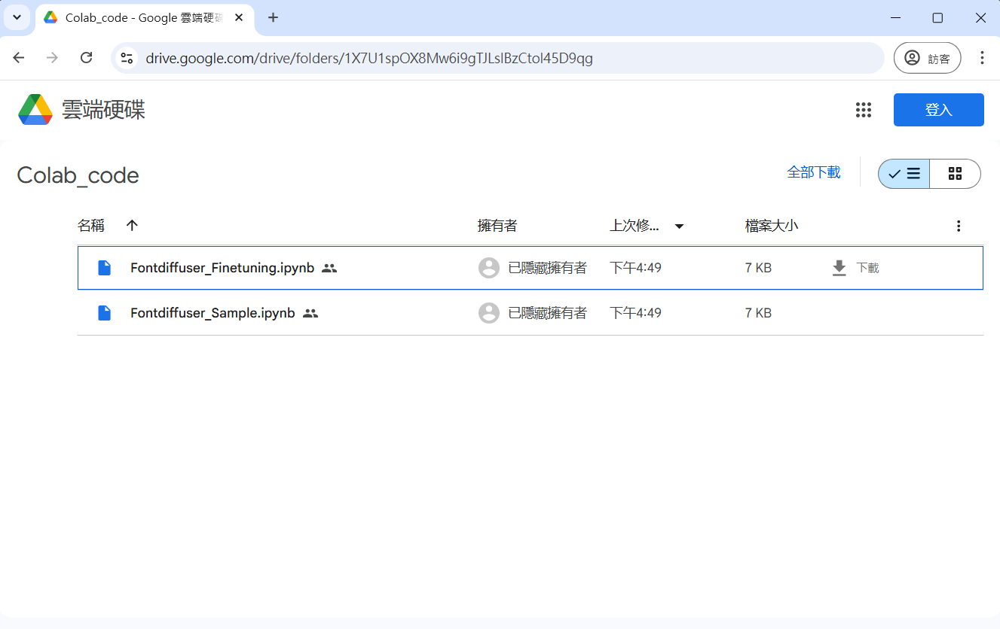 Colab_code - Google 雲端硬碟
drive.google.com/drive/folders/1X7U1spOX8Mw6i9gTJLslBzCtol45D9qg
訪客
雲端硬碟
登入
Colab_code
全部下載
名稱 擁有者 上次修... 檔案大小
Fontdiffuser_Finetuning.ipynb 已隱藏擁有者 下午4:49 7 KB 下載
Fontdiffuser_Sample.ipynb 已隱藏擁有者 下午4:49 7 KB